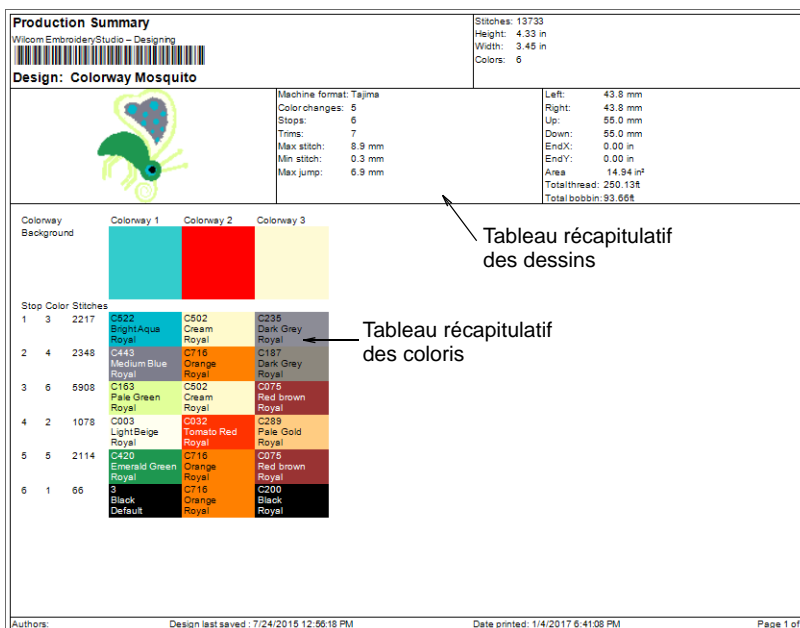 Production Summary
Wilcom EmbroideryStudio – Designing
Design: Colorway Mosquito
Stitches: 13733
Height: 4.33 in
Width: 3.45 in
Colors: 6
Machine format: Tajima
Color changes: 5
Stops: 6
Trims: 7
Max stitch: 8.9 mm
Min stitch: 0.3 mm
Max jump: 6.9 mm
Left: 43.8 mm
Right: 43.8 mm
Up: 55.0 mm
Down: 55.0 mm
EndX: 0.00 in
EndY: 0.00 in
Area 14.94 in²
Total thread: 250.13ft
Total bobbin: 93.66ft
Tableau récapitulatif
des dessins
Colorway Colorway 1 Colorway 2 Colorway 3
Background
Stop Color Stitches
Tableau récapitulatif
des coloris
1 3 2217 C522 C502 C235
Bright Aqua Cream Dark Grey
Royal Royal Royal
2 4 2348 C443 C716 C187
Medium Blue Orange Dark Grey
Royal Royal Royal
3 6 5908 C163 C502 C075
Pale Green Cream Red brown
Royal Royal Royal
4 2 1078 C003 C032 C289
Light Beige Tomato Red Pale Gold
Royal Royal Royal
5 5 2114 C420 C716 C075
Emerald Green Orange Red brown
Royal Royal Royal
6 1 66 3 C716 C200
Black Orange Black
Default Royal Royal
Authors: Design last saved : 7/24/2015 12:56:18 PM Date printed: 1/4/2017 6:41:08 PM Page 1 of